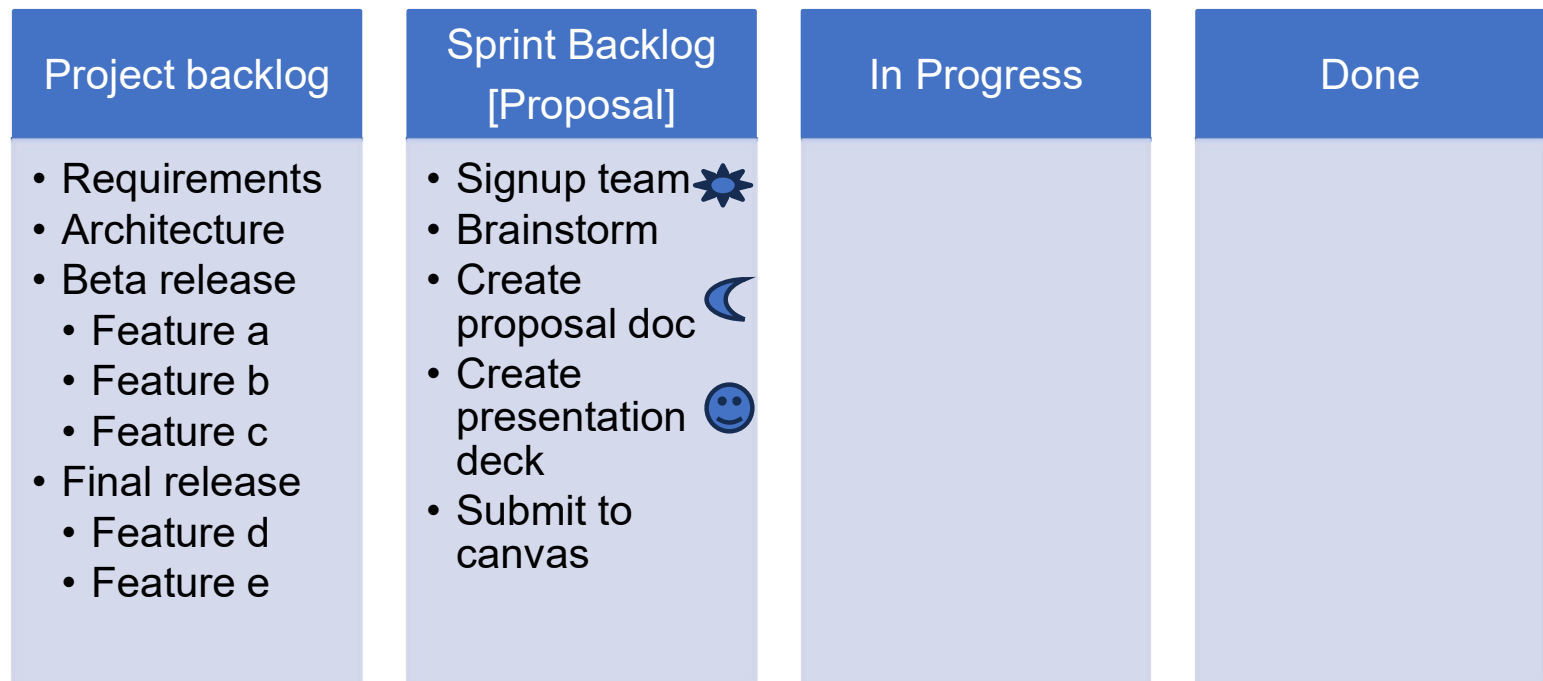 Project backlog
• Requirements
• Architecture
• Beta release
• Feature a
• Feature b
• Feature c
• Final release
• Feature d
• Feature e
Sprint Backlog
[Proposal]
• Signup team
• Brainstorm
• Create
proposal doc
• Create
presentation
deck
• Submit to
canvas
In Progress
Done